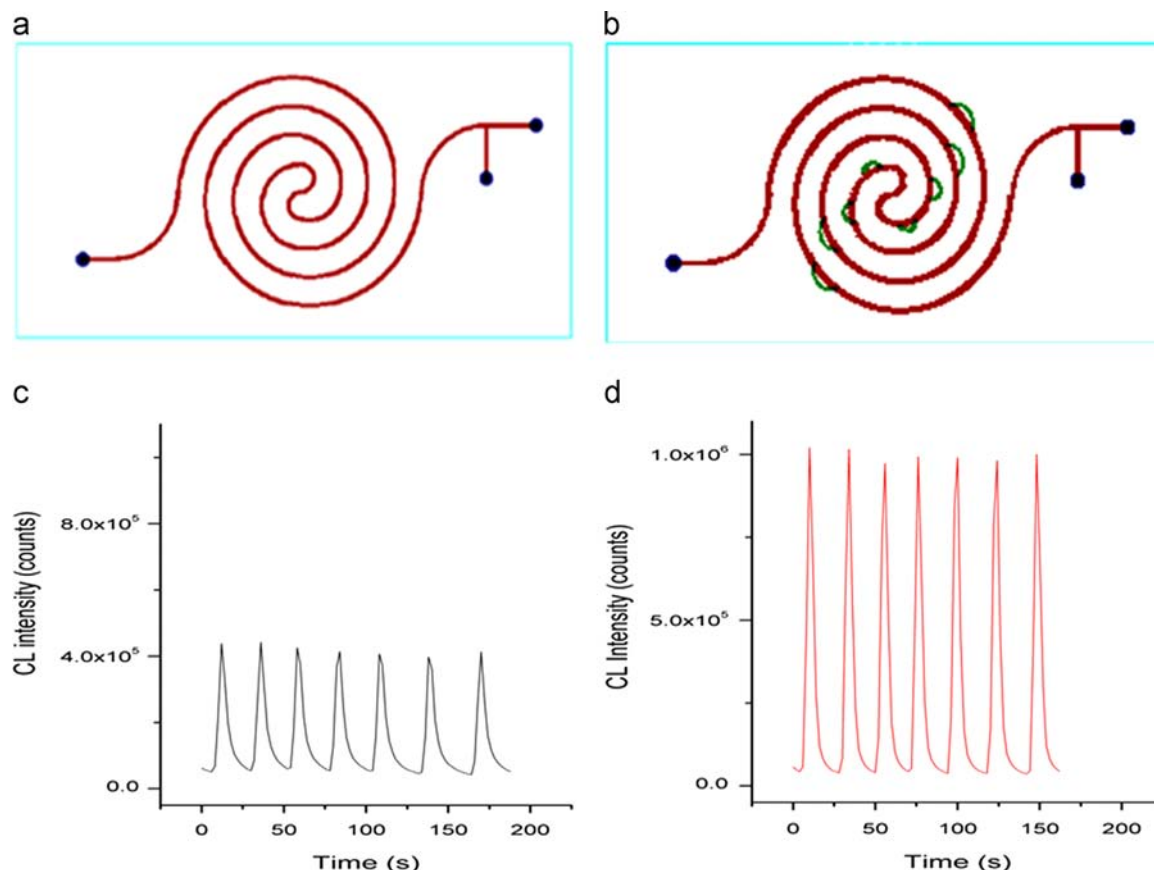 a
b
c
d
CL intensity (counts)
8.0x10⁵
4.0x10⁵
0.0
0 50 100 150 200
Time (s)
CL Intensity (counts)
1.0x10⁶
5.0x10⁵
0.0
0 50 100 150 200
Time (s)